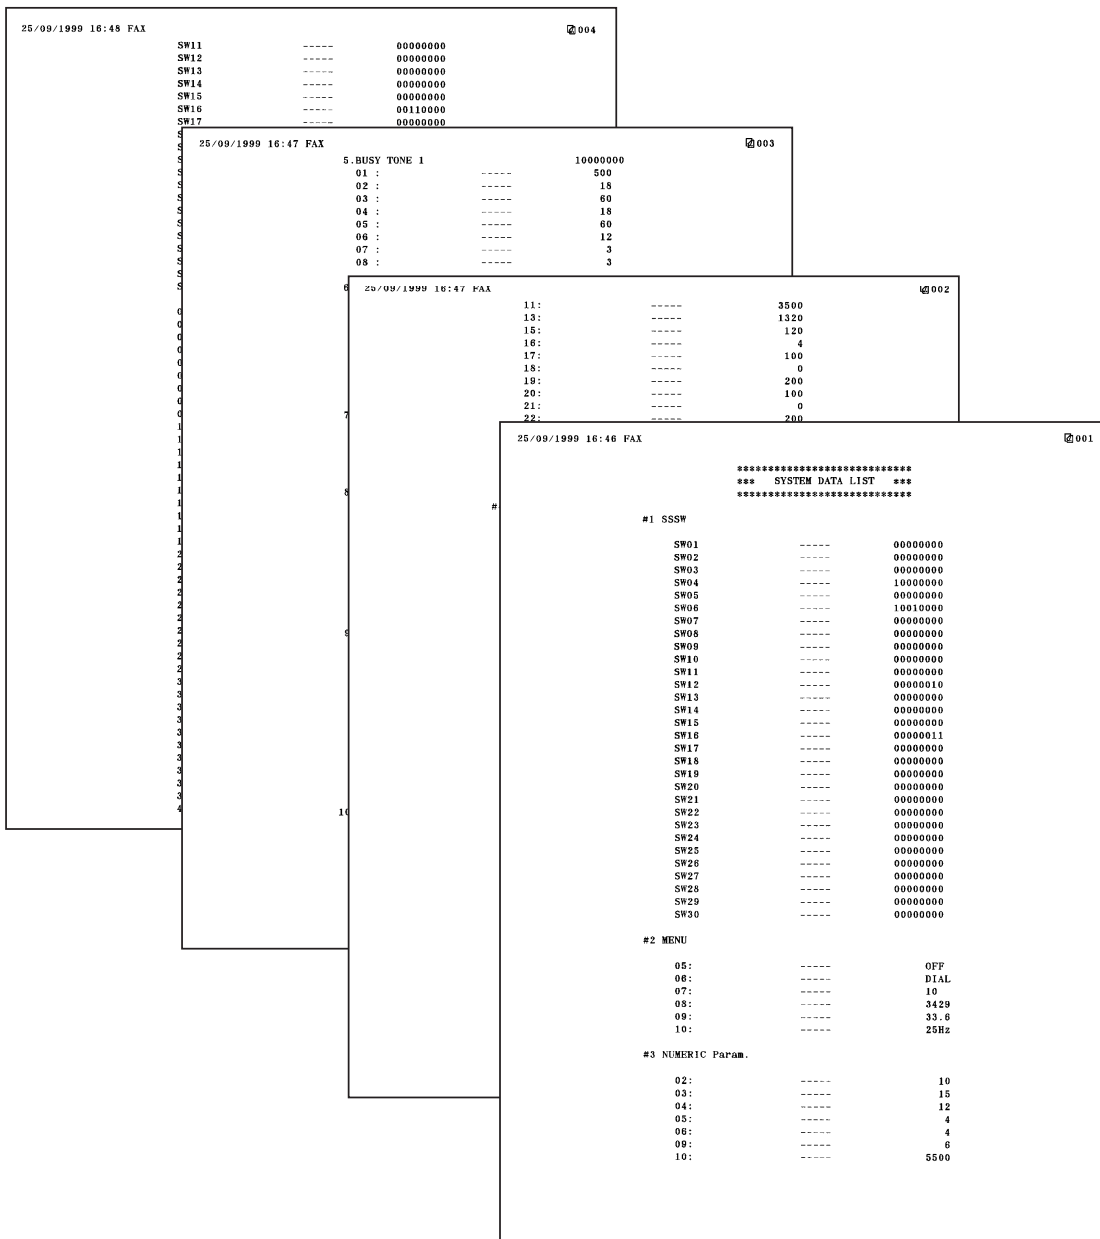 25/09/1999 16:48 FAX 004
SW11 ----- 00000000
SW12 ----- 00000000
SW13 ----- 00000000
SW14 ----- 00000000
SW15 ----- 00000000
SW16 ----- 00110000
SW17 ----- 00000000
25/09/1999 16:47 FAX 003
5.BUSY TONE 1 10000000
01 : ----- 500
02 : ----- 18
03 : ----- 60
04 : ----- 18
05 : ----- 60
06 : ----- 12
07 : ----- 3
08 : ----- 3
6
7
8
9
10
25/09/1999 16:47 FAX 002
11: ----- 3500
13: ----- 1320
15: ----- 120
16: ----- 4
17: ----- 100
18: ----- 0
19: ----- 200
20: ----- 100
21: ----- 0
22: ----- 200
#
25/09/1999 16:46 FAX 001
****************************
*** SYSTEM DATA LIST ***
****************************
#1 SSSW
SW01 ----- 00000000
SW02 ----- 00000000
SW03 ----- 00000000
SW04 ----- 10000000
SW05 ----- 00000000
SW06 ----- 10010000
SW07 ----- 00000000
SW08 ----- 00000000
SW09 ----- 00000000
SW10 ----- 00000000
SW11 ----- 00000000
SW12 ----- 00000010
SW13 ----- 00000000
SW14 ----- 00000000
SW15 ----- 00000000
SW16 ----- 00000011
SW17 ----- 00000000
SW18 ----- 00000000
SW19 ----- 00000000
SW20 ----- 00000000
SW21 ----- 00000000
SW22 ----- 00000000
SW23 ----- 00000000
SW24 ----- 00000000
SW25 ----- 00000000
SW26 ----- 00000000
SW27 ----- 00000000
SW28 ----- 00000000
SW29 ----- 00000000
SW30 ----- 00000000
#2 MENU
05: ----- OFF
06: ----- DIAL
07: ----- 10
08: ----- 3429
09: ----- 33.6
10: ----- 25Hz
#3 NUMERIC Param.
02: ----- 10
03: ----- 15
04: ----- 12
05: ----- 4
06: ----- 4
09: ----- 6
10: ----- 5500